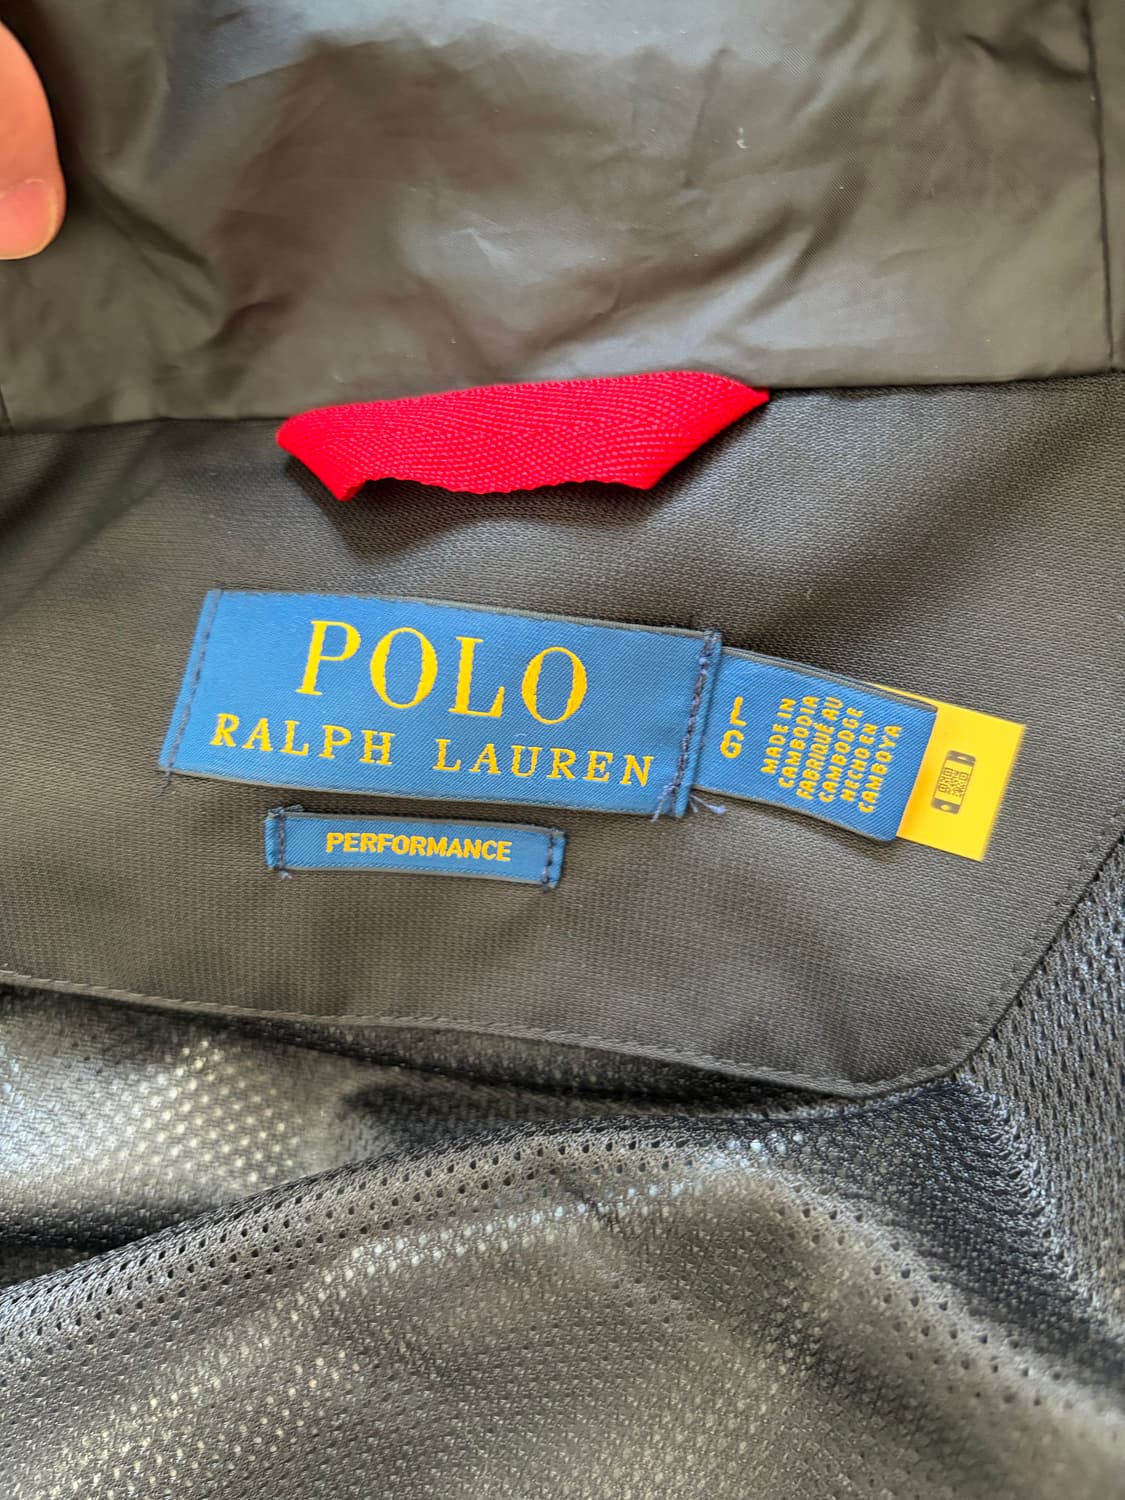 POLO
RALPH LAUREN
PERFORMANCE
L
G
MADE IN
CAMBODIA
FABRIQUÉ AU
CAMBODGE
HECHO EN
CAMBOYA